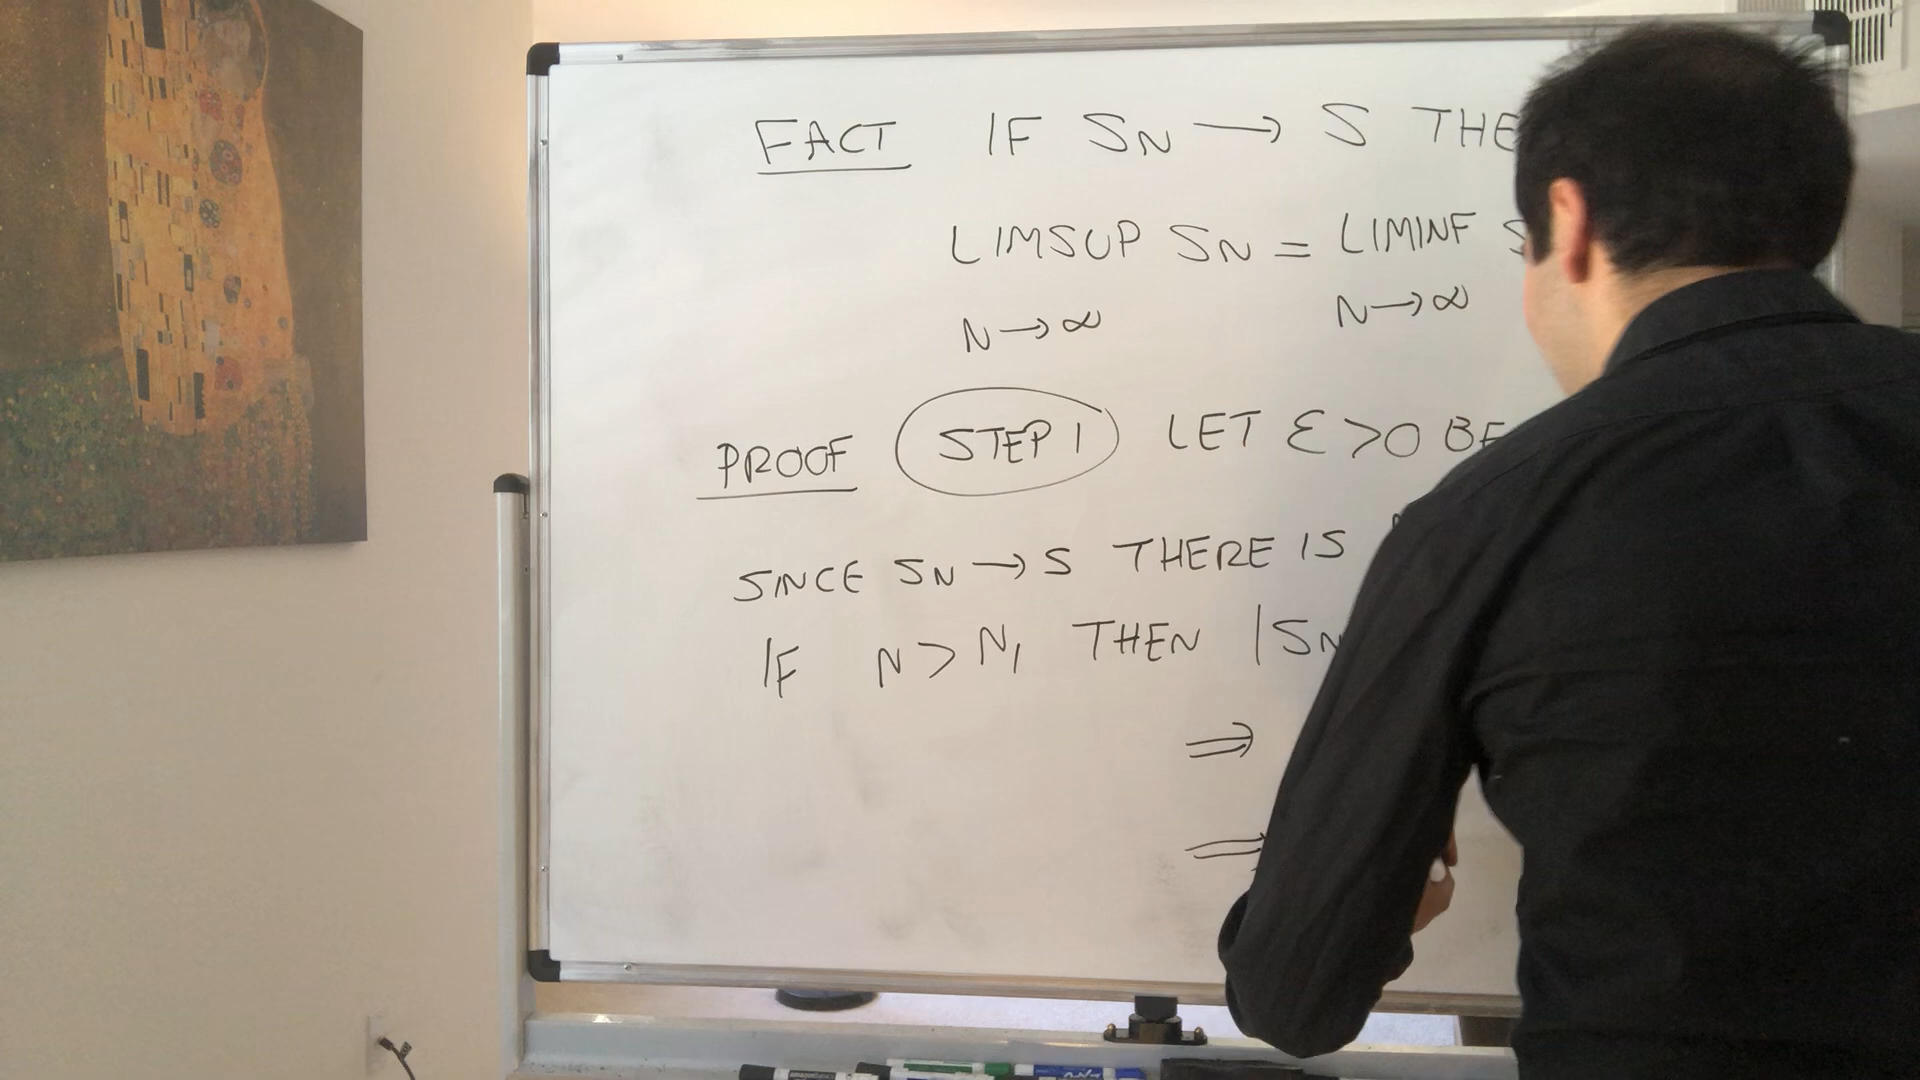 FACT IF SN → S THE
LIMSUP SN = LIMINF S
N→∞ N→∞
PROOF STEP 1 LET ε>0 BE
SINCE SN → S THERE IS
IF N > N1 THEN |SN
⇒
⇒